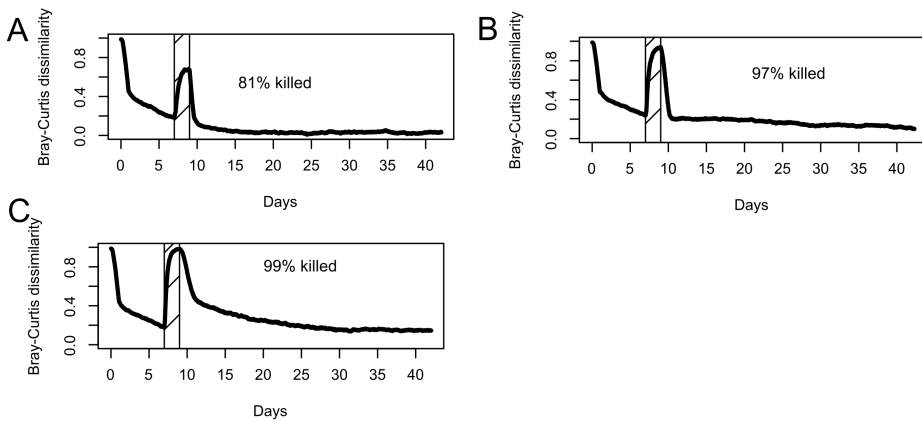 A
Bray-Curtis dissimilarity
0.0 0.4 0.8
81% killed
0 5 10 15 20 25 30 35 40
Days
B
Bray-Curtis dissimilarity
0.0 0.4 0.8
97% killed
0 5 10 15 20 25 30 35 40
Days
C
Bray-Curtis dissimilarity
0.0 0.4 0.8
99% killed
0 5 10 15 20 25 30 35 40
Days